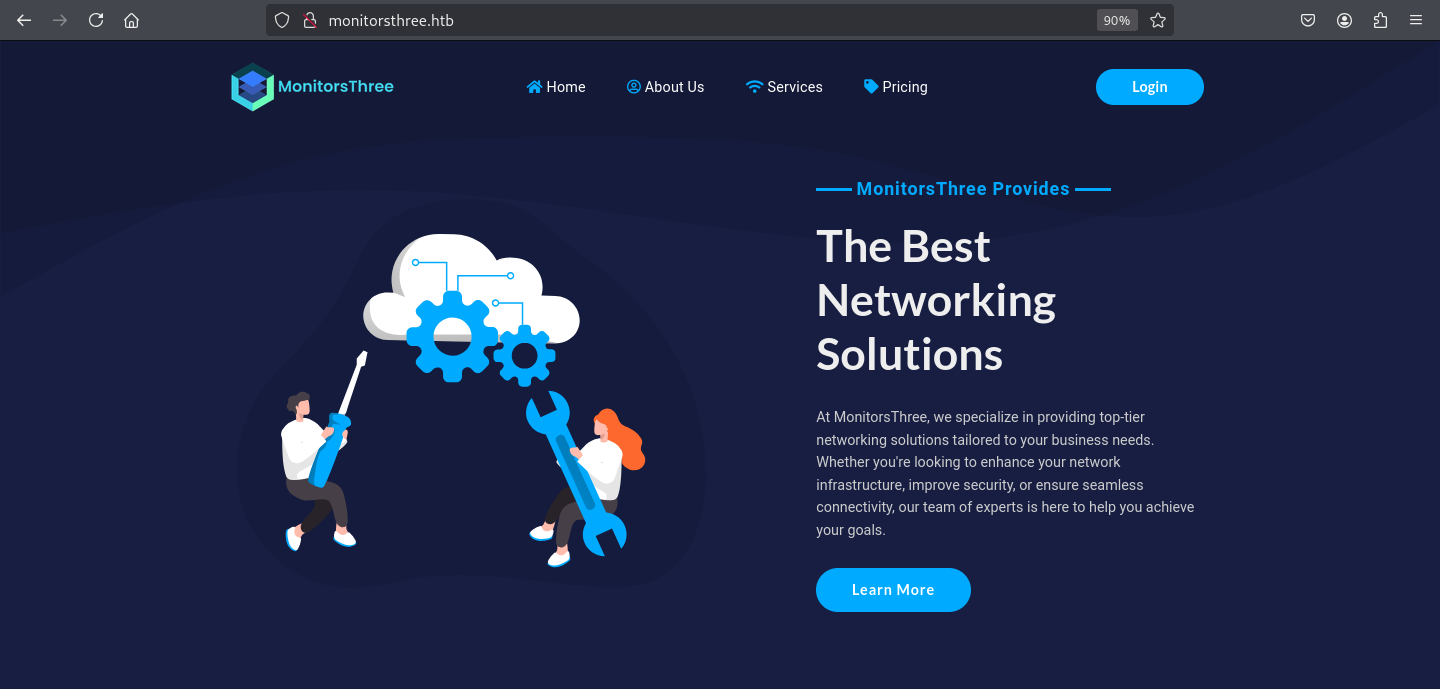 monitorsthree.htb
90%
MonitorsThree
Home
About Us
Services
Pricing
Login
MonitorsThree Provides
The Best
Networking
Solutions
At MonitorsThree, we specialize in providing top-tier
networking solutions tailored to your business needs.
Whether you're looking to enhance your network
infrastructure, improve security, or ensure seamless
connectivity, our team of experts is here to help you achieve
your goals.
Learn More